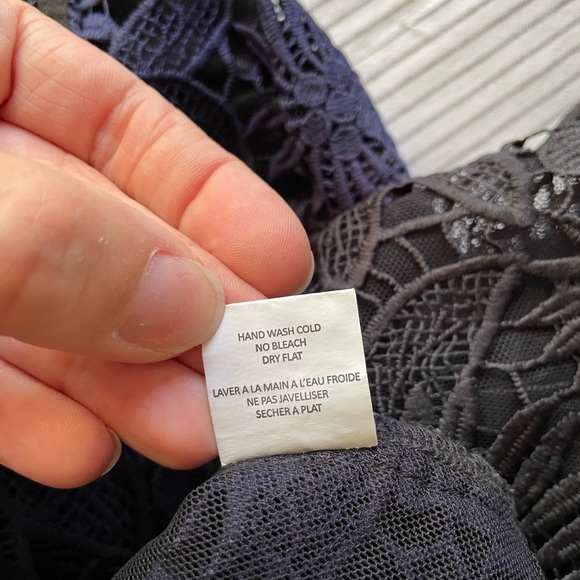 HAND WASH COLD
NO BLEACH
DRY FLAT
LAVER A LA MAIN A L'EAU FROIDE
NE PAS JAVELLISER
SECHER A PLAT